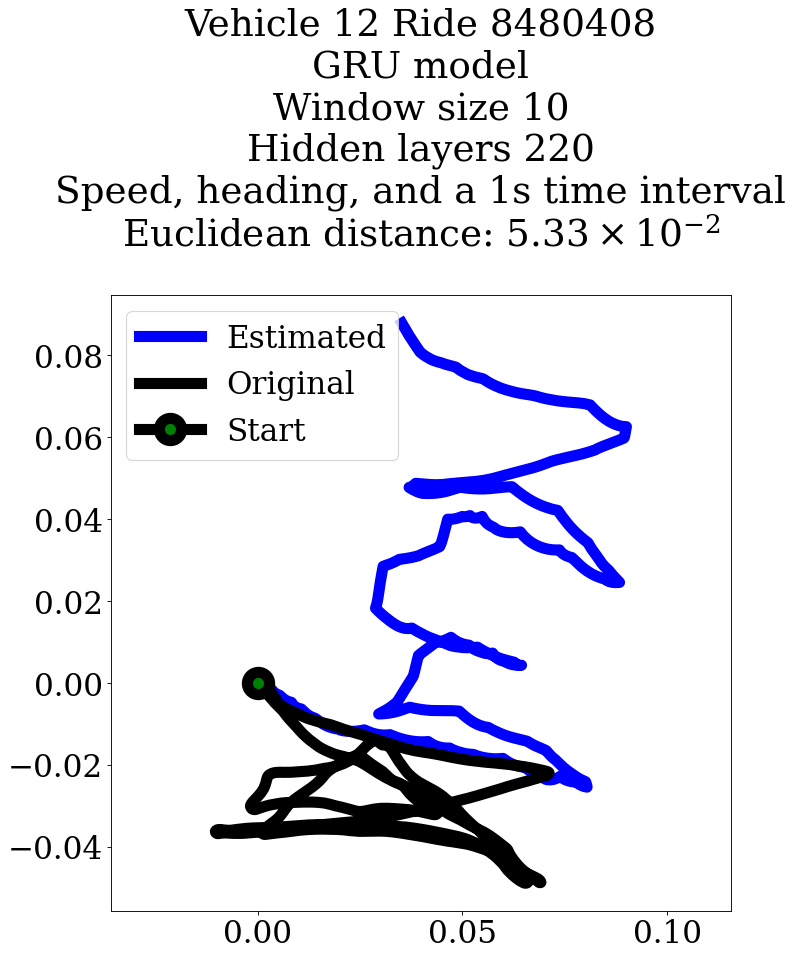 Vehicle 12 Ride 8480408
GRU model
Window size 10
Hidden layers 220
Speed, heading, and a 1s time interval
Euclidean distance: 5.33 × 10⁻²
Estimated
Original
Start
0.08
0.06
0.04
0.02
0.00
−0.02
−0.04
0.00 0.05 0.10